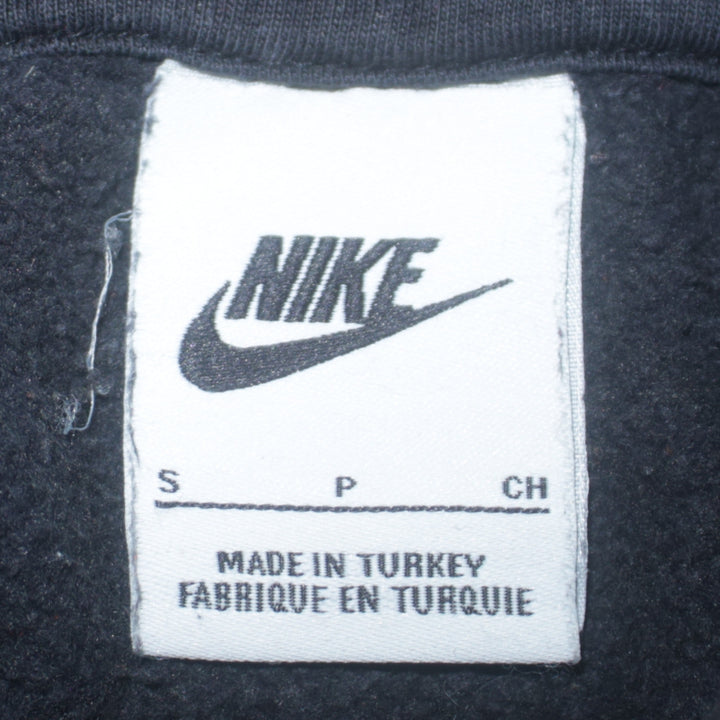 NIKE
S P CH
MADE IN TURKEY
FABRIQUE EN TURQUIE